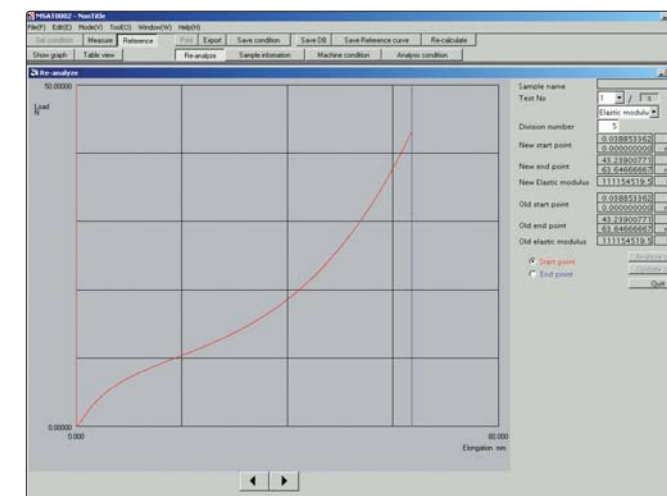 MSAT0002 - NonTitle
File(F) Edit(E) Mode(V) Tool(O) Window(W) Help(H)
Set condition Measure Reference Print Export Save condition Save DB Save Reference curve Re-calculate
Show graph Table view Re-analyze Sample infomation Machine condition Analysis condition
Re-analyze
50.00000
Load
N
0.00000
0.000
80.000
Elongation mm
Sample name
Text No 1 /
Elastic modulu
Division number 5
New start point 0.038853362
0.000000000
New end point 43.23900771
63.64666667
New Elastic modulus 111154519.5
Old start point 0.038853362
0.000000000
Old end point 43.23900771
63.64666667
Old elastic modulus 111154519.5
Start point
End point
Update
Quit